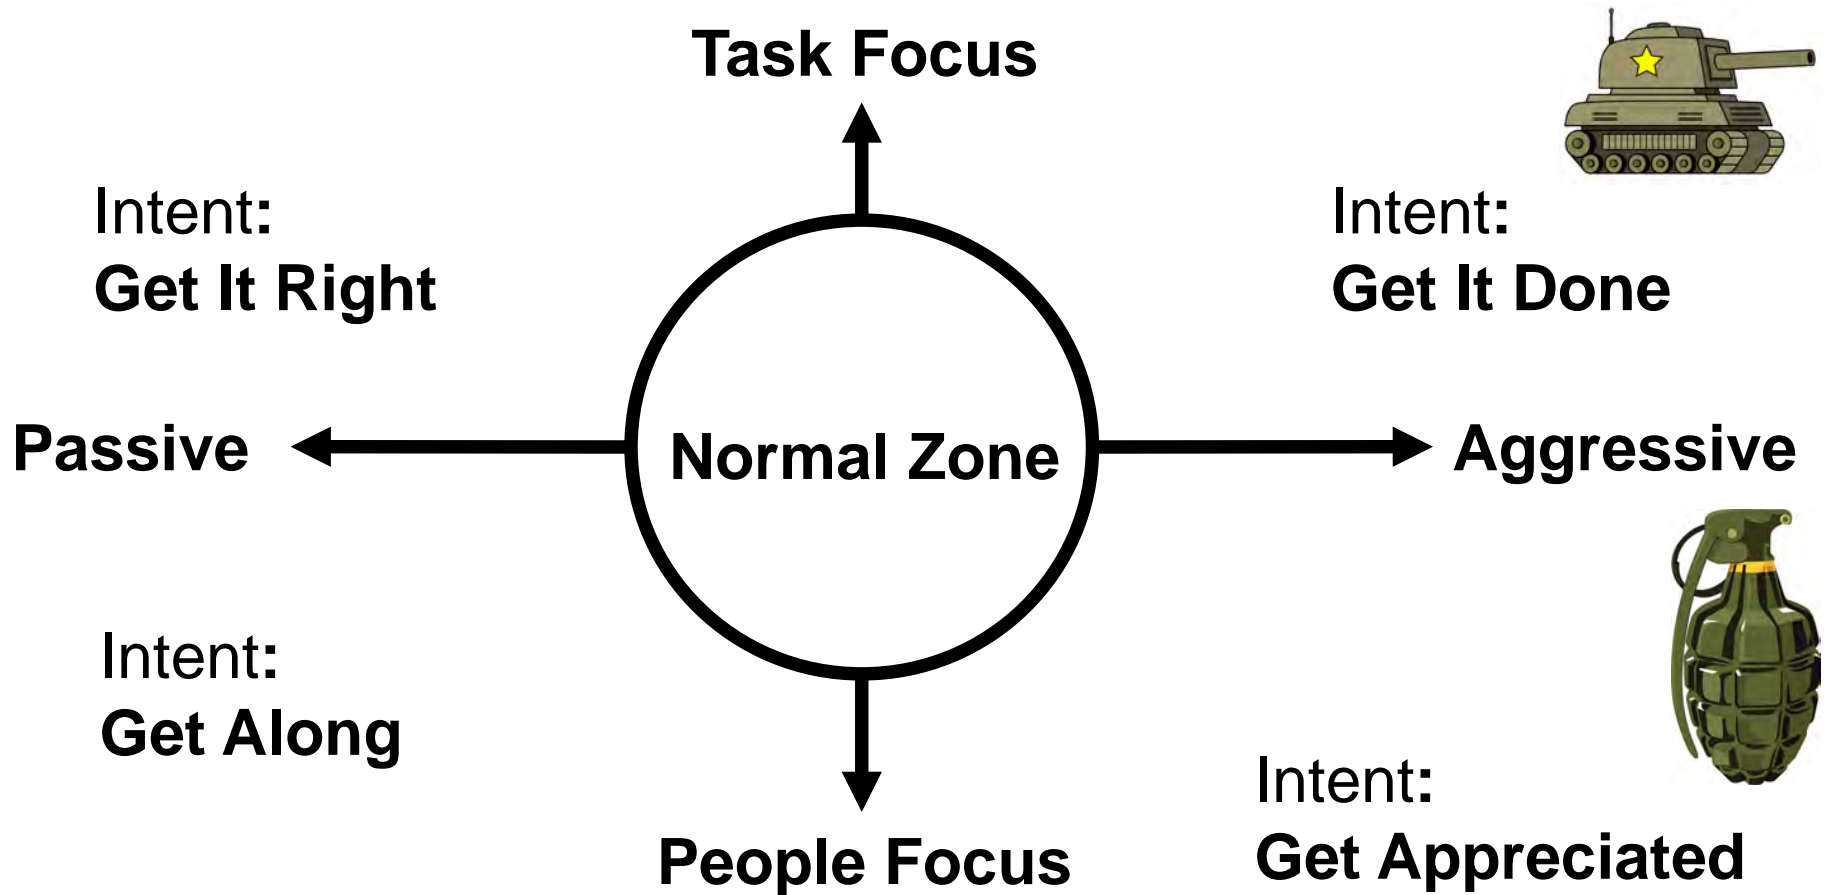 Task Focus
Intent:
Get It Right
Intent:
Get It Done
Passive
Normal Zone
Aggressive
Intent:
Get Along
Intent:
Get Appreciated
People Focus